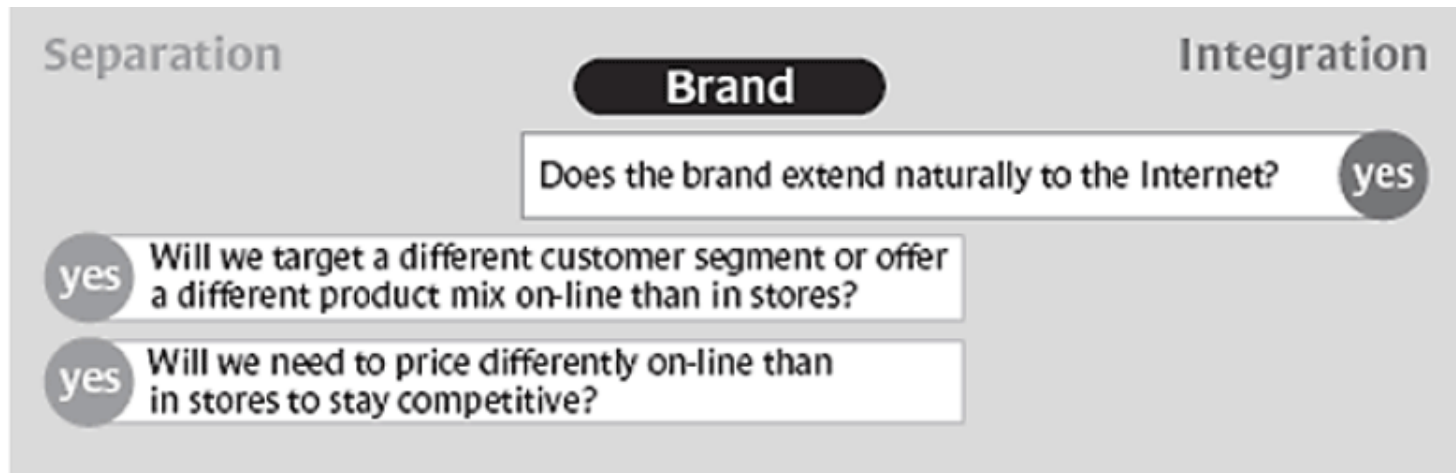 Separation
Integration
Brand
Does the brand extend naturally to the Internet? yes
yes Will we target a different customer segment or offer
a different product mix on-line than in stores?
yes Will we need to price differently on-line than
in stores to stay competitive?